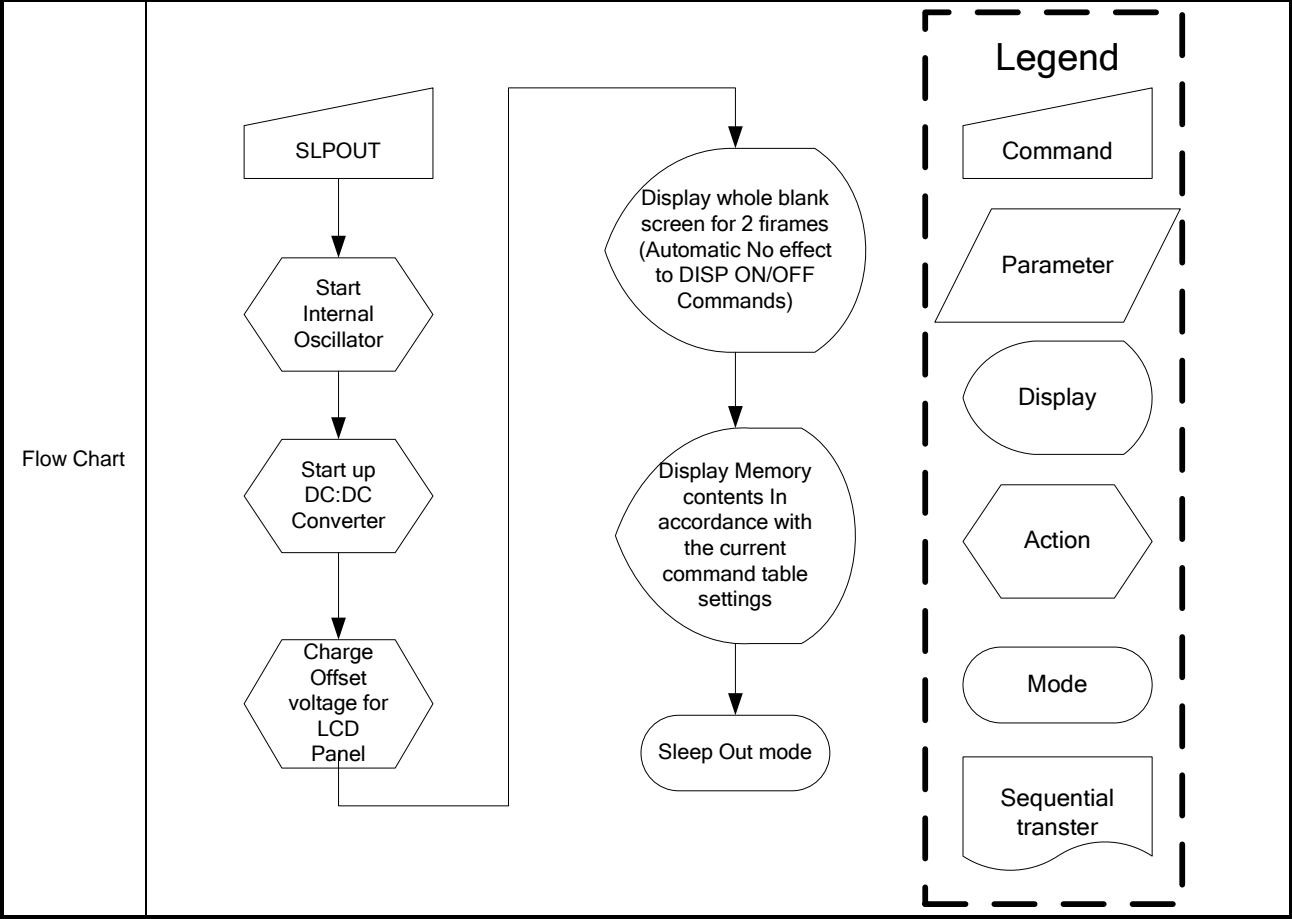 Flow Chart
SLPOUT
Start
Internal
Oscillator
Start up
DC:DC
Converter
Charge
Offset
voltage for
LCD
Panel
Display whole blank
screen for 2 firames
(Automatic No effect
to DISP ON/OFF
Commands)
Display Memory
contents In
accordance with
the current
command table
settings
Sleep Out mode
Legend
Command
Parameter
Display
Action
Mode
Sequential
transter